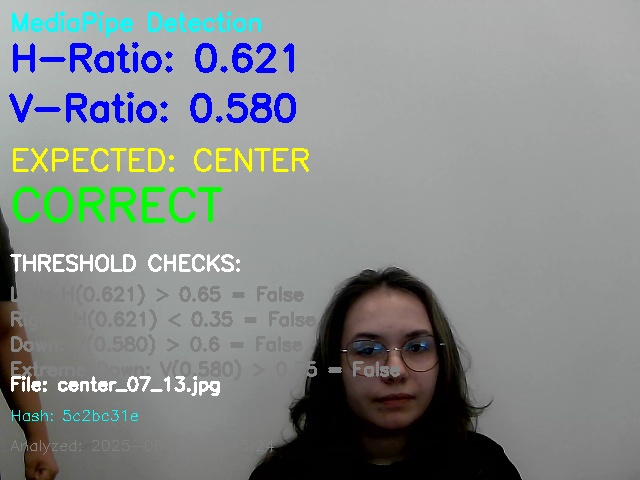 MediaPipe Detection
H-Ratio: 0.621
V-Ratio: 0.580
EXPECTED: CENTER
CORRECT
THRESHOLD CHECKS:
H(0.621) > 0.65 = False
H(0.621) < 0.35 = False
Down: V(0.580) > 0.6 = False
Extreme Down: V(0.580) > = False
File: center_07_13.jpg
Hash: 5c2bc31e
Analyzed: